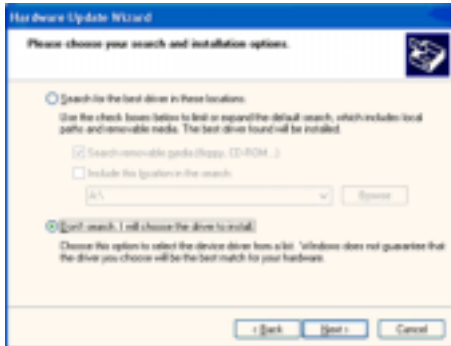 Hardware Update Wizard
Please choose your search and installation options.
Search for the best driver in these locations.
Use the check boxes below to limit or expand the default search, which includes local
paths and removable media. The best driver found will be installed.
Search removable media (floppy, CD-ROM...)
Include this location in the search:
A:\
Browse
Don't search. I will choose the driver to install.
Choose this option to select the device driver from a list. Windows does not guarantee that
the driver you choose will be the best match for your hardware.
< Back
Next >
Cancel